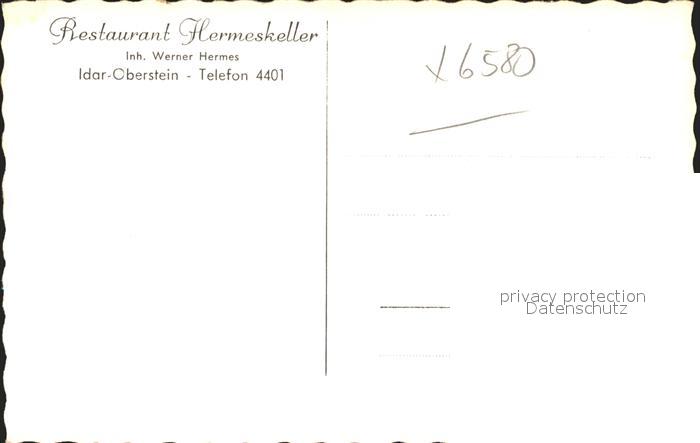 Restaurant Hermeskeller
Inh. Werner Hermes
Idar-Oberstein - Telefon 4401
x6580
privacy protection
Datenschutz